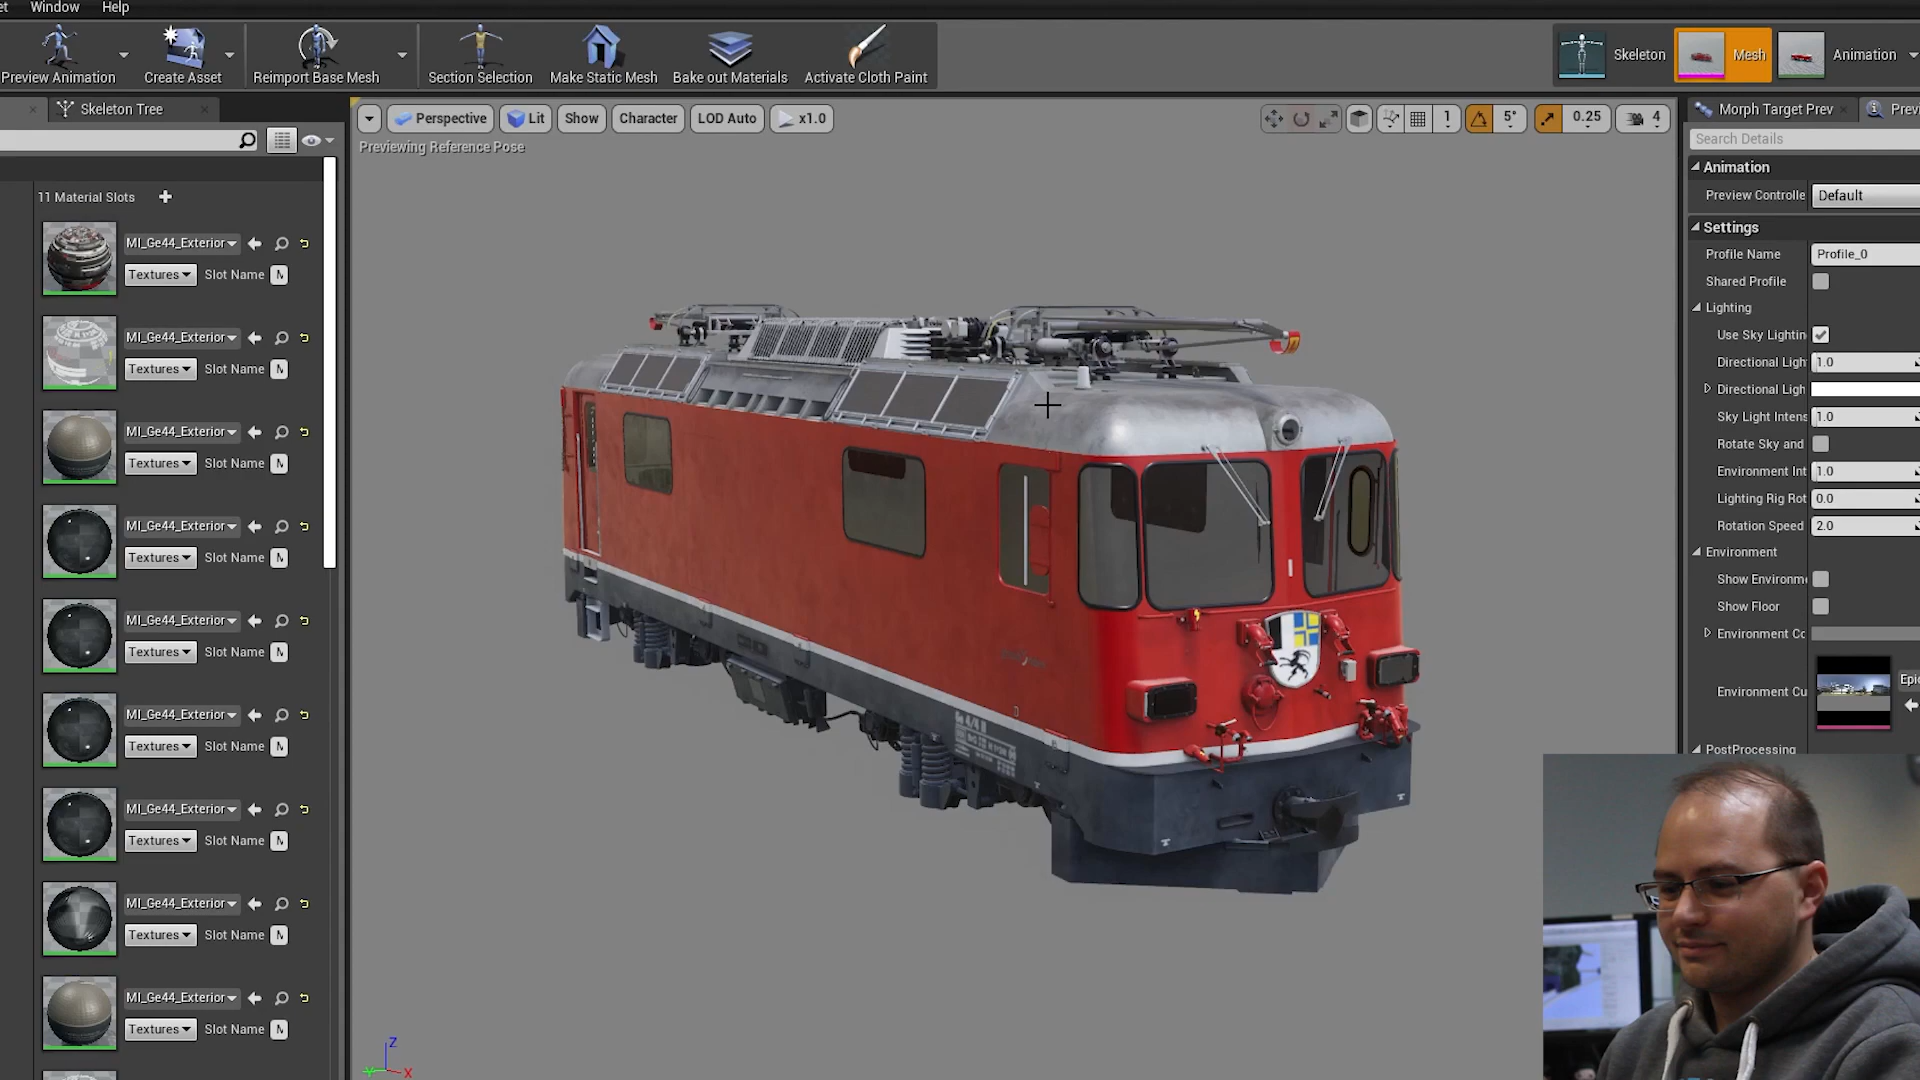 Window Help
Preview Animation
Create Asset
Reimport Base Mesh
Section Selection
Make Static Mesh
Bake out Materials
Activate Cloth Paint
Skeleton
Mesh
Animation
Skeleton Tree
Perspective
Lit
Show
Character
LOD Auto
x1.0
1
5°
0.25
4
Previewing Reference Pose
11 Material Slots
MI_Ge44_Exterior
Textures Slot Name
MI_Ge44_Exterior
Textures Slot Name
MI_Ge44_Exterior
Textures Slot Name
MI_Ge44_Exterior
Textures Slot Name
MI_Ge44_Exterior
Textures Slot Name
MI_Ge44_Exterior
Textures Slot Name
MI_Ge44_Exterior
Textures Slot Name
MI_Ge44_Exterior
Textures Slot Name
MI_Ge44_Exterior
Textures Slot Name
Morph Target Prev
Previ
Search Details
Animation
Preview Controlle Default
Settings
Profile Name Profile_0
Shared Profile
Lighting
Use Sky Lightin
Directional Ligh 1.0
Directional Ligh
Sky Light Intens 1.0
Rotate Sky and
Environment Int 1.0
Lighting Rig Rot 0.0
Rotation Speed 2.0
Environment
Show Environm
Show Floor
Environment Co
Environment Cu
Epic
PostProcessing
Ge 4/4 II
Z
Y
X